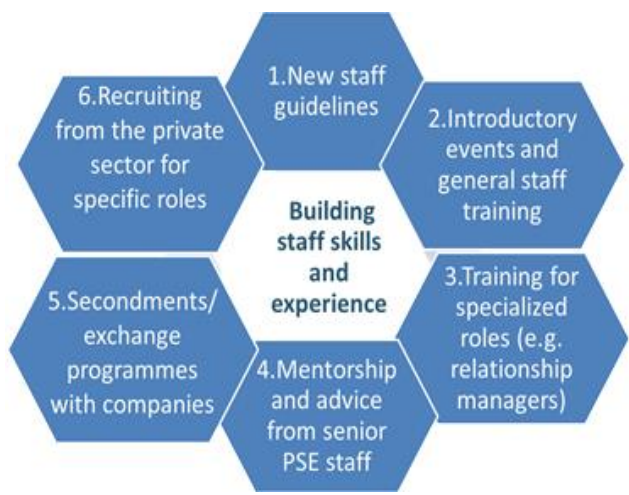 1.New staff
guidelines
2.Introductory
events and
general staff
training
3.Training for
specialized
roles (e.g.
relationship
managers)
4.Mentorship
and advice
from senior
PSE staff
5.Secondments/
exchange
programmes
with companies
6.Recruiting
from the private
sector for
specific roles
Building
staff skills
and
experience